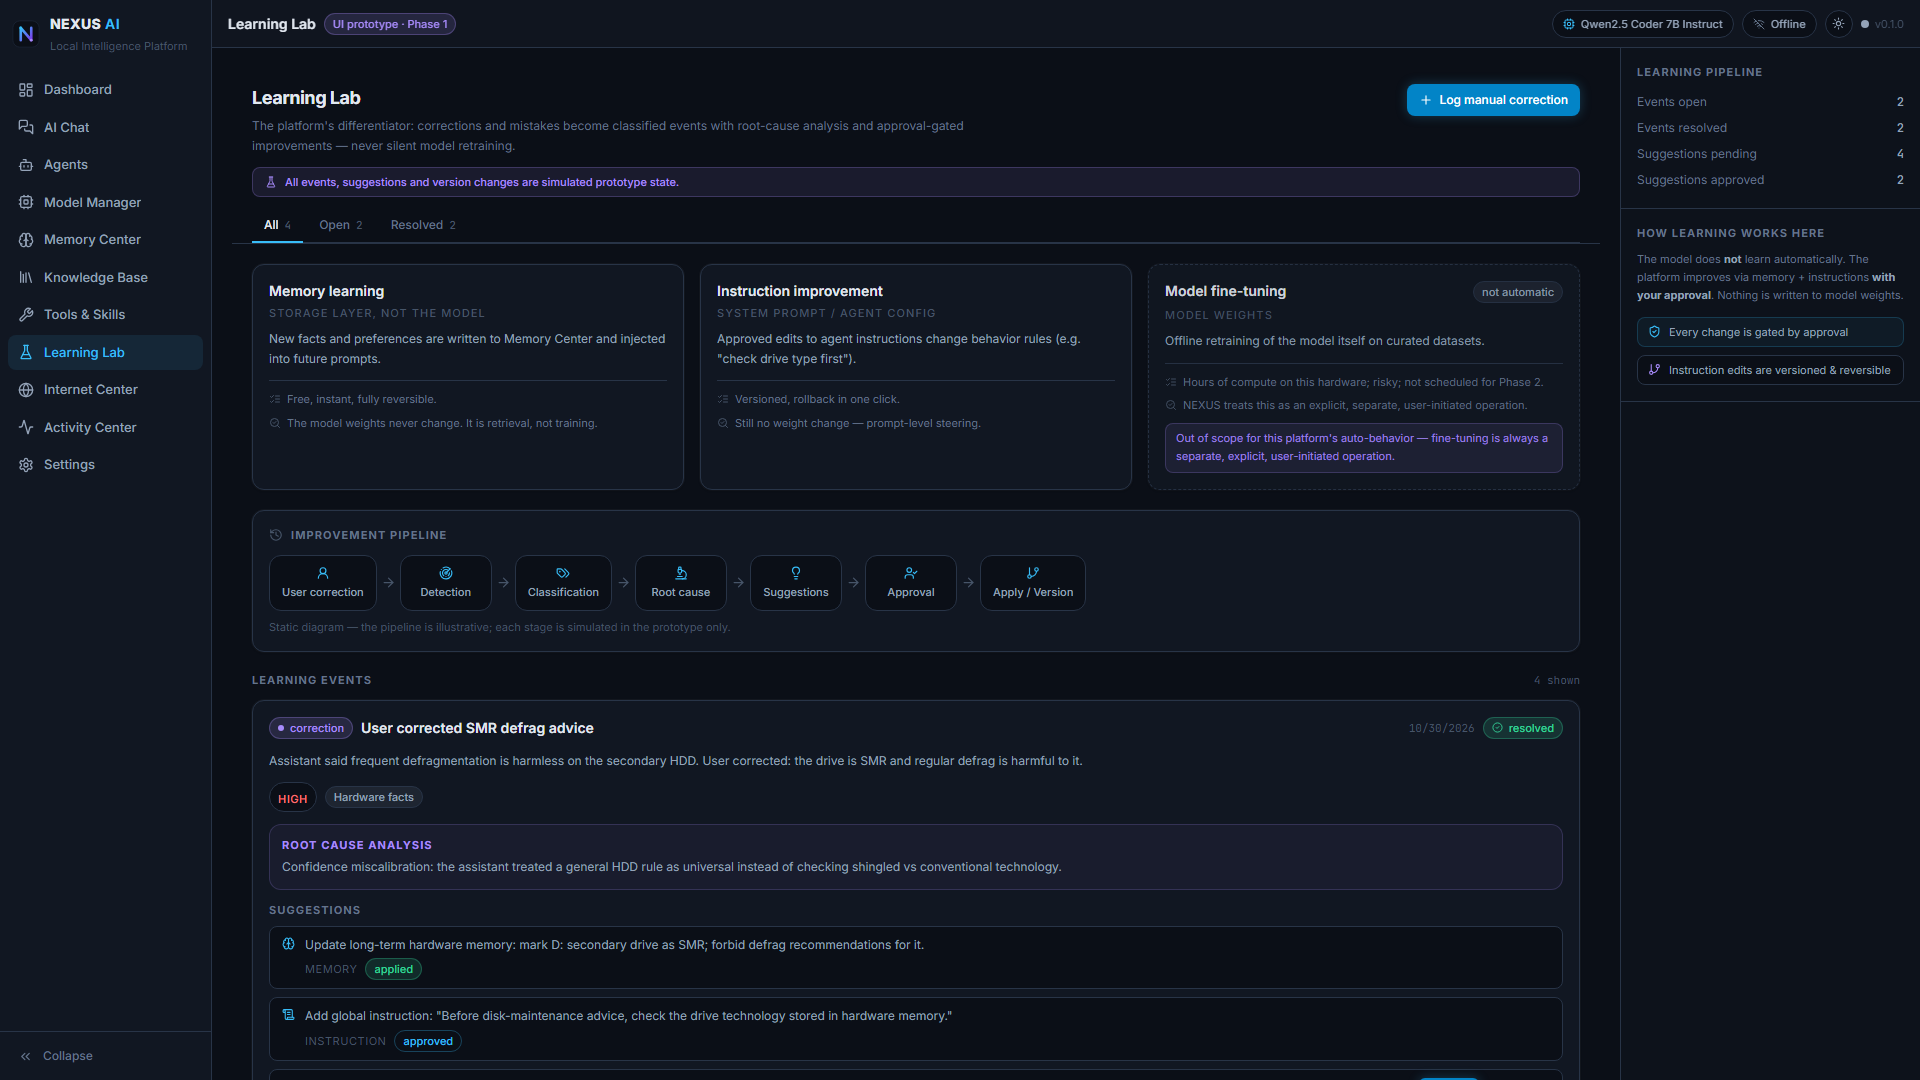 NEXUS AI
Local Intelligence Platform
Dashboard
AI Chat
Agents
Model Manager
Memory Center
Knowledge Base
Tools & Skills
Learning Lab
Internet Center
Activity Center
Settings
Collapse
Learning Lab
UI prototype · Phase 1
Qwen2.5 Coder 7B Instruct
Offline
v0.1.0
Learning Lab
The platform's differentiator: corrections and mistakes become classified events with root-cause analysis and approval-gated
improvements — never silent model retraining.
Log manual correction
All events, suggestions and version changes are simulated prototype state.
All 4
Open 2
Resolved 2
Memory learning
STORAGE LAYER, NOT THE MODEL
New facts and preferences are written to Memory Center and injected
into future prompts.
Free, instant, fully reversible.
The model weights never change. It is retrieval, not training.
Instruction improvement
SYSTEM PROMPT / AGENT CONFIG
Approved edits to agent instructions change behavior rules (e.g.
"check drive type first").
Versioned, rollback in one click.
Still no weight change — prompt-level steering.
Model fine-tuning
not automatic
MODEL WEIGHTS
Offline retraining of the model itself on curated datasets.
Hours of compute on this hardware; risky; not scheduled for Phase 2.
NEXUS treats this as an explicit, separate, user-initiated operation.
Out of scope for this platform's auto-behavior — fine-tuning is always a
separate, explicit, user-initiated operation.
IMPROVEMENT PIPELINE
User correction
Detection
Classification
Root cause
Suggestions
Approval
Apply / Version
Static diagram — the pipeline is illustrative; each stage is simulated in the prototype only.
LEARNING EVENTS
4 shown
correction
User corrected SMR defrag advice
10/30/2026
resolved
Assistant said frequent defragmentation is harmless on the secondary HDD. User corrected: the drive is SMR and regular defrag is harmful to it.
HIGH
Hardware facts
ROOT CAUSE ANALYSIS
Confidence miscalibration: the assistant treated a general HDD rule as universal instead of checking shingled vs conventional technology.
SUGGESTIONS
Update long-term hardware memory: mark D: secondary drive as SMR; forbid defrag recommendations for it.
MEMORY
applied
Add global instruction: "Before disk-maintenance advice, check the drive technology stored in hardware memory."
INSTRUCTION
approved
LEARNING PIPELINE
Events open 2
Events resolved 2
Suggestions pending 4
Suggestions approved 2
HOW LEARNING WORKS HERE
The model does not learn automatically. The
platform improves via memory + instructions with
your approval. Nothing is written to model weights.
Every change is gated by approval
Instruction edits are versioned & reversible